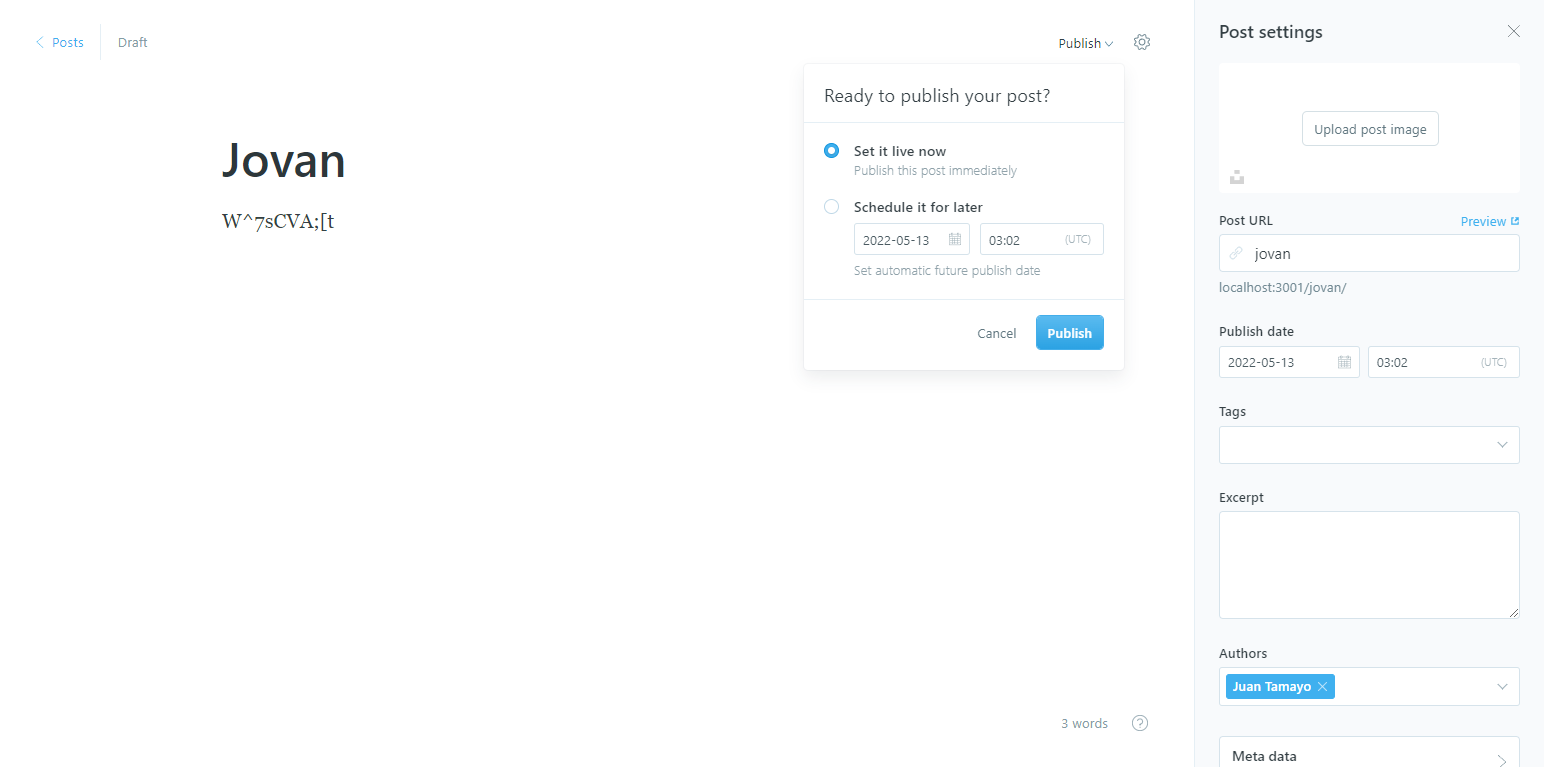 Posts
Draft
Publish
Ready to publish your post?
Set it live now
Publish this post immediately
Schedule it for later
2022-05-13
03:02 (UTC)
Set automatic future publish date
Cancel
Publish
Jovan
W^7sCVA;[t
3 words
?
Post settings
Upload post image
Post URL
Preview
jovan
localhost:3001/jovan/
Publish date
2022-05-13
03:02 (UTC)
Tags
Excerpt
Authors
Juan Tamayo
Meta data